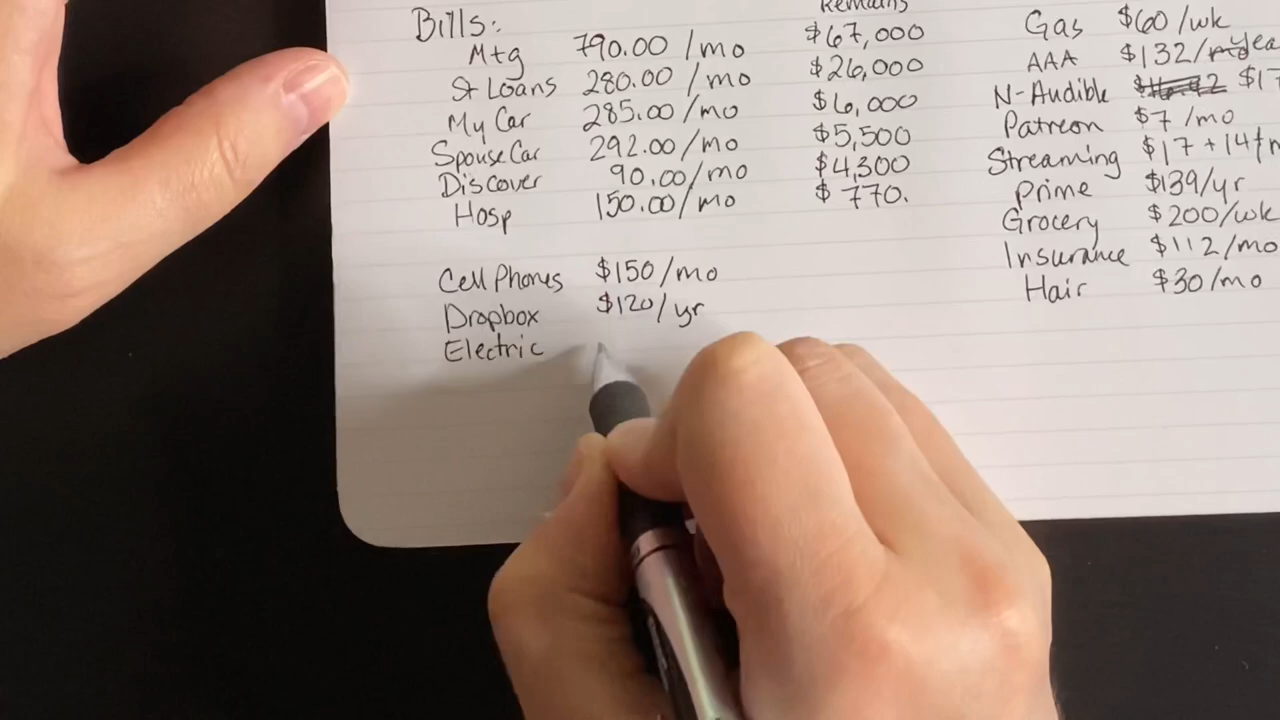 Bills:
Remains
Mtg 790.00 /mo $67,000
St Loans 280.00 /mo $26,000
My Car 285.00 /mo $6,000
Spouse Car 292.00 /mo $5,500
Discover 90.00/mo $4,300
Hosp 150.00/mo $770.
Cell Phones $150/mo
Dropbox $120/yr
Electric
Gas $60/wk
AAA $132/
N-Audible
Patreon $7 /mo
Streaming $17 + 14
Prime $139/yr
Grocery $200/wk
Insurance $112/mo
Hair $30/mo